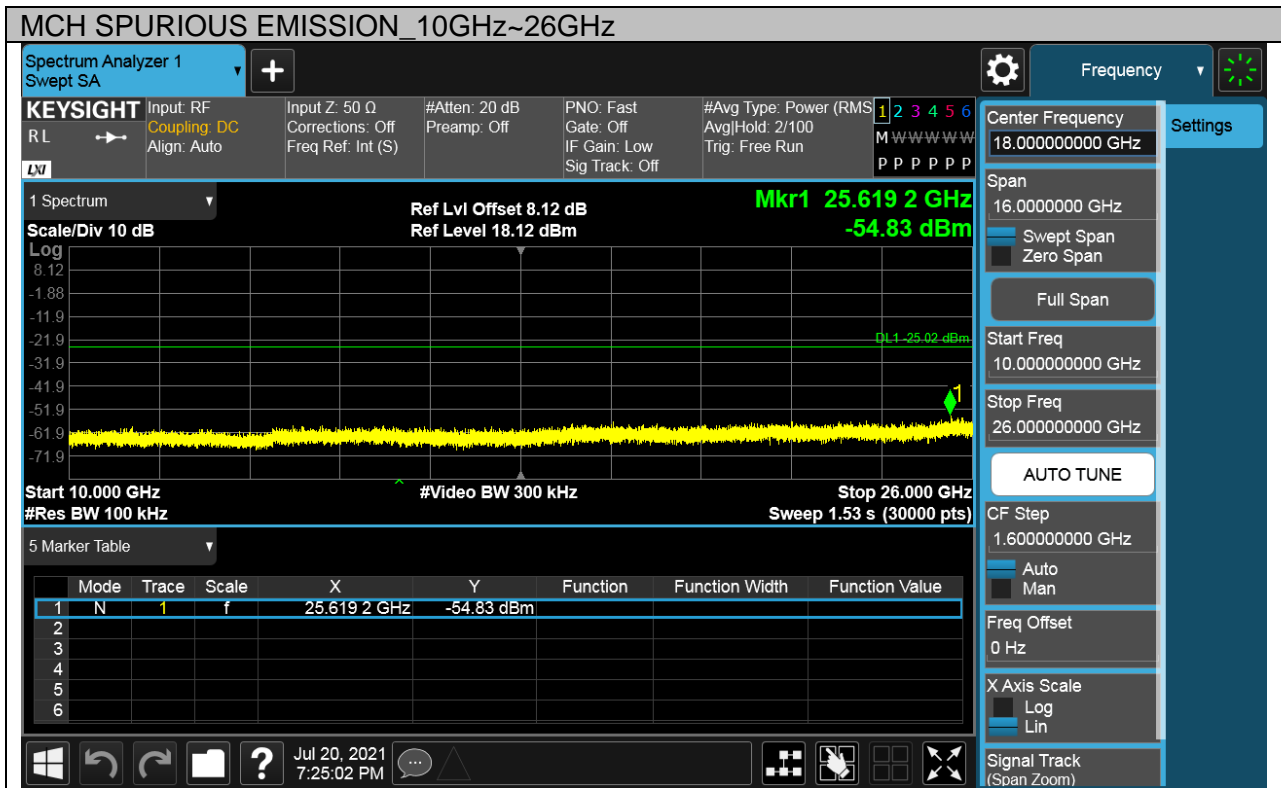 MCH SPURIOUS EMISSION_10GHz~26GHz
Spectrum Analyzer 1
Swept SA
+
Frequency
KEYSIGHT
RL
LXI
Input: RF
Coupling: DC
Align: Auto
Input Z: 50 Ω
Corrections: Off
Freq Ref: Int (S)
#Atten: 20 dB
Preamp: Off
PNO: Fast
Gate: Off
IF Gain: Low
Sig Track: Off
#Avg Type: Power (RMS
Avg|Hold: 2/100
Trig: Free Run
1 2 3 4 5 6
M W W W W W
P P P P P P
1 Spectrum
Scale/Div 10 dB
Ref Lvl Offset 8.12 dB
Ref Level 18.12 dBm
Mkr1 25.619 2 GHz
-54.83 dBm
Log
8.12
-1.88
-11.9
-21.9
-31.9
-41.9
-51.9
-61.9
-71.9
DL1 -25.02 dBm
1
Start 10.000 GHz
#Res BW 100 kHz
#Video BW 300 kHz
Stop 26.000 GHz
Sweep 1.53 s (30000 pts)
5 Marker Table
Mode Trace Scale X Y Function Function Width Function Value
1 N 1 f 25.619 2 GHz -54.83 dBm
2
3
4
5
6
?
Jul 20, 2021
7:25:02 PM
Center Frequency
18.000000000 GHz
Settings
Span
16.0000000 GHz
Swept Span
Zero Span
Full Span
Start Freq
10.000000000 GHz
Stop Freq
26.000000000 GHz
AUTO TUNE
CF Step
1.600000000 GHz
Auto
Man
Freq Offset
0 Hz
X Axis Scale
Log
Lin
Signal Track
(Span Zoom)